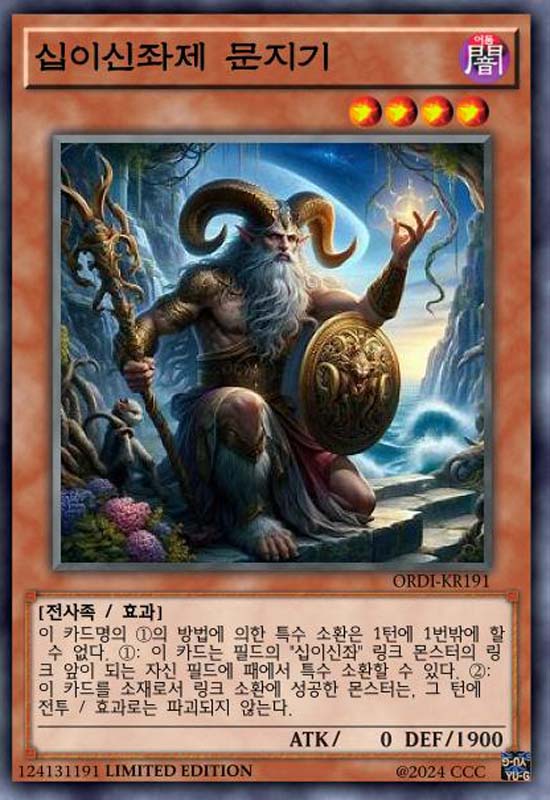 십이신좌제 문지기
어둠
闇
ORDI-KR191
[전사족 / 효과]
이 카드명의 ①의 방법에 의한 특수 소환은 1턴에 1번밖에 할
수 없다. ①: 이 카드는 필드의 "십이신좌" 링크 몬스터의 링
크 앞이 되는 자신 필드에 패에서 특수 소환할 수 있다. ②:
이 카드를 소재로서 링크 소환에 성공한 몬스터는, 그 턴에
전투 / 효과로는 파괴되지 않는다.
ATK/ 0 DEF/1900
124131191 LIMITED EDITION @2024 CCC